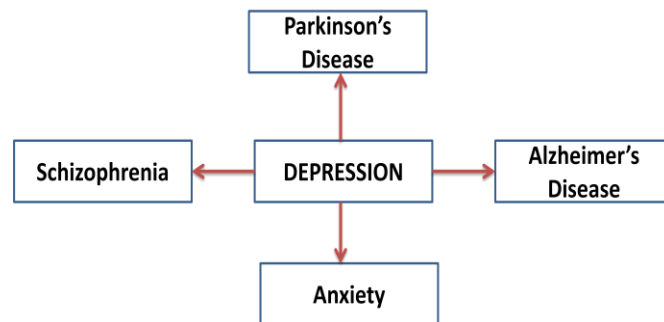 Parkinson's
Disease
Schizophrenia
DEPRESSION
Alzheimer's
Disease
Anxiety